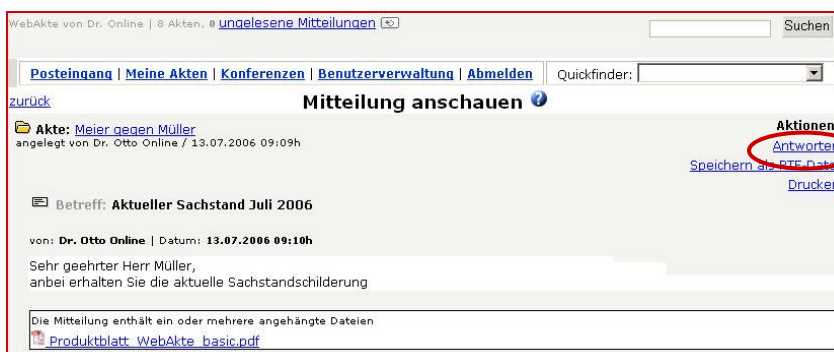 WebAkte von Dr. Online | 8 Akten, 0 ungelesene Mitteilungen
Suchen
Posteingang | Meine Akten | Konferenzen | Benutzerverwaltung | Abmelden
Quickfinder:
zurück
Mitteilung anschauen ?
Akte: Meier gegen Müller
angelegt von Dr. Otto Online / 13.07.2006 09:09h
Aktionen
Antworten
Speichern als RTF-Date
Drucken
Betreff: Aktueller Sachstand Juli 2006
von: Dr. Otto Online | Datum: 13.07.2006 09:10h
Sehr geehrter Herr Müller,
anbei erhalten Sie die aktuelle Sachstandschilderung
Die Mitteilung enthält ein oder mehrere angehängte Dateien
Produktblatt_WebAkte_basic.pdf